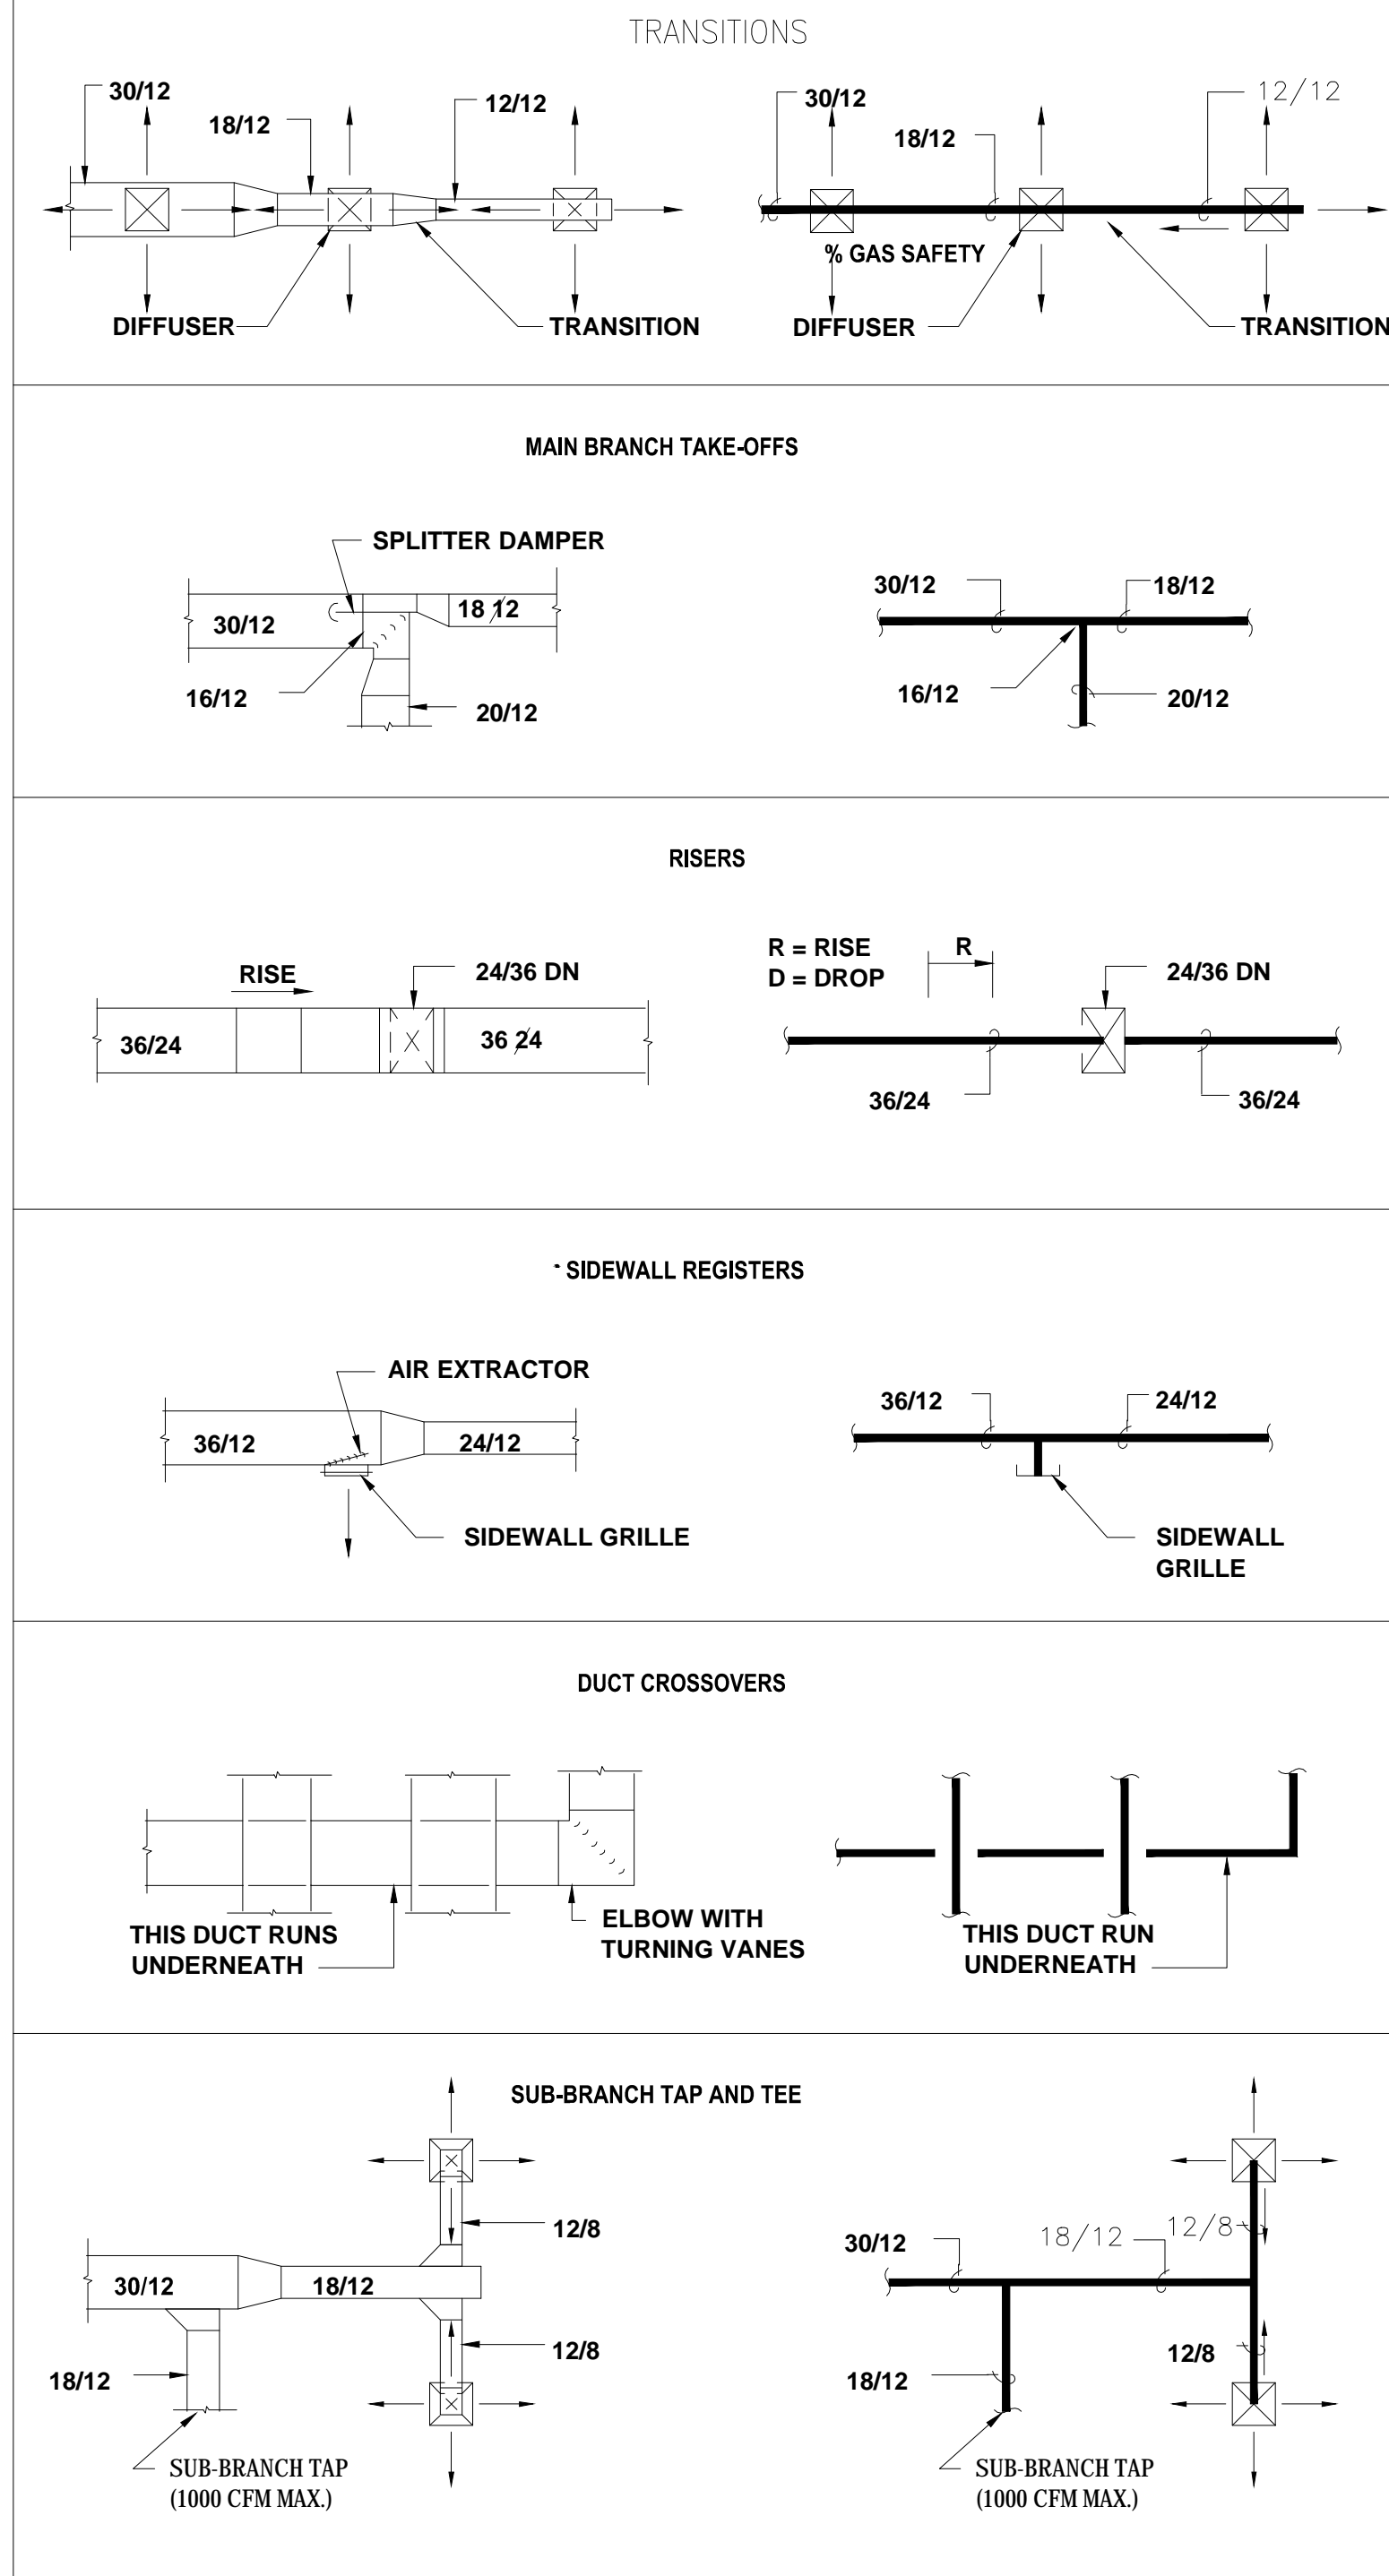 TRANSITIONS
30/12
18/12
12/12
DIFFUSER
TRANSITION
30/12
18/12
12/12
% GAS SAFETY
DIFFUSER
TRANSITION
MAIN BRANCH TAKE-OFFS
SPLITTER DAMPER
30/12
18/12
16/12
20/12
30/12
18/12
16/12
20/12
RISERS
RISE
24/36 DN
36/24
36/24
R = RISE
D = DROP
R
24/36 DN
36/24
36/24
SIDEWALL REGISTERS
AIR EXTRACTOR
36/12
24/12
SIDEWALL GRILLE
36/12
24/12
SIDEWALL
GRILLE
DUCT CROSSOVERS
THIS DUCT RUNS
UNDERNEATH
ELBOW WITH
TURNING VANES
THIS DUCT RUN
UNDERNEATH
SUB-BRANCH TAP AND TEE
12/8
30/12
18/12
12/8
18/12
SUB-BRANCH TAP
(1000 CFM MAX.)
30/12
18/12
12/8
18/12
12/8
SUB-BRANCH TAP
(1000 CFM MAX.)